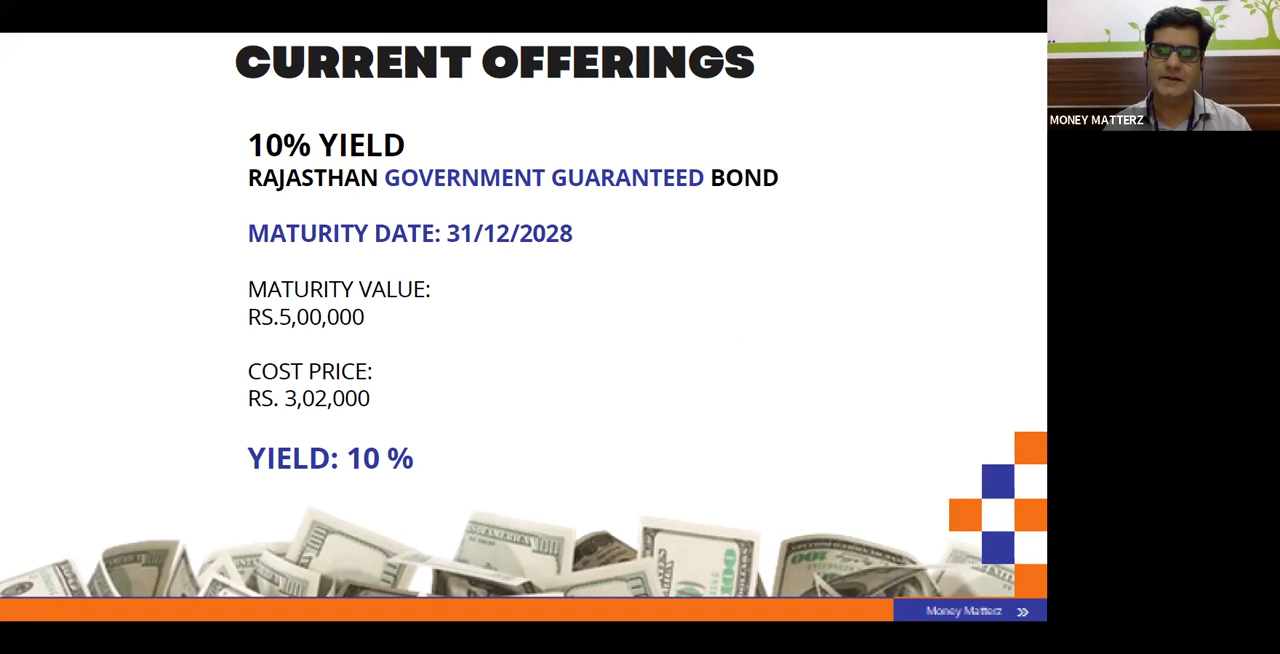 CURRENT OFFERINGS
10% YIELD
RAJASTHAN GOVERNMENT GUARANTEED BOND
MATURITY DATE: 31/12/2028
MATURITY VALUE:
RS.5,00,000
COST PRICE:
RS. 3,02,000
YIELD: 10 %
Money Matterz
MONEY MATTERZ